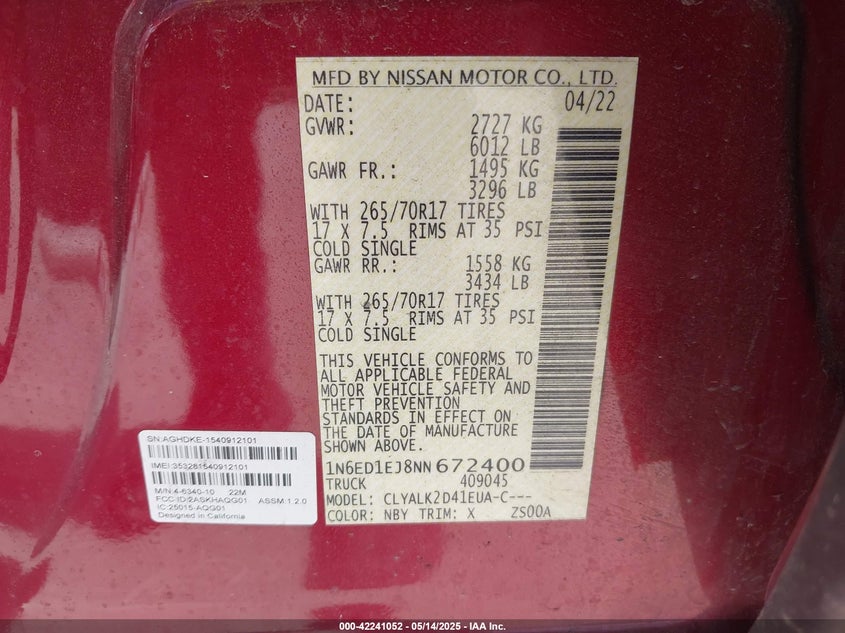 MFD BY NISSAN MOTOR CO., LTD.
DATE: 04/22
GVWR: 2727 KG
6012 LB
GAWR FR.: 1495 KG
3296 LB
WITH 265/70R17 TIRES
17 X 7.5 RIMS AT 35 PSI
COLD SINGLE
GAWR RR.: 1558 KG
3434 LB
WITH 265/70R17 TIRES
17 X 7.5 RIMS AT 35 PSI
COLD SINGLE
THIS VEHICLE CONFORMS TO
ALL APPLICABLE FEDERAL
MOTOR VEHICLE SAFETY AND
THEFT PREVENTION
STANDARDS IN EFFECT ON
THE DATE OF MANUFACTURE
SHOWN ABOVE.
1N6ED1EJ8NN672400
TRUCK 409045
MODEL: CLYALK2D41EUA-C---
COLOR: NBY TRIM: X ZS00A
SN:AGHDKE-1540912101
IMEI:353281540912101
M/N:4-6340-10 22M
FCC ID:2ASKHAQG01 ASSM:1.2.0
IC:25015-AQG01
Designed in California
000-42241052 — 05/14/2025 — IAA Inc.